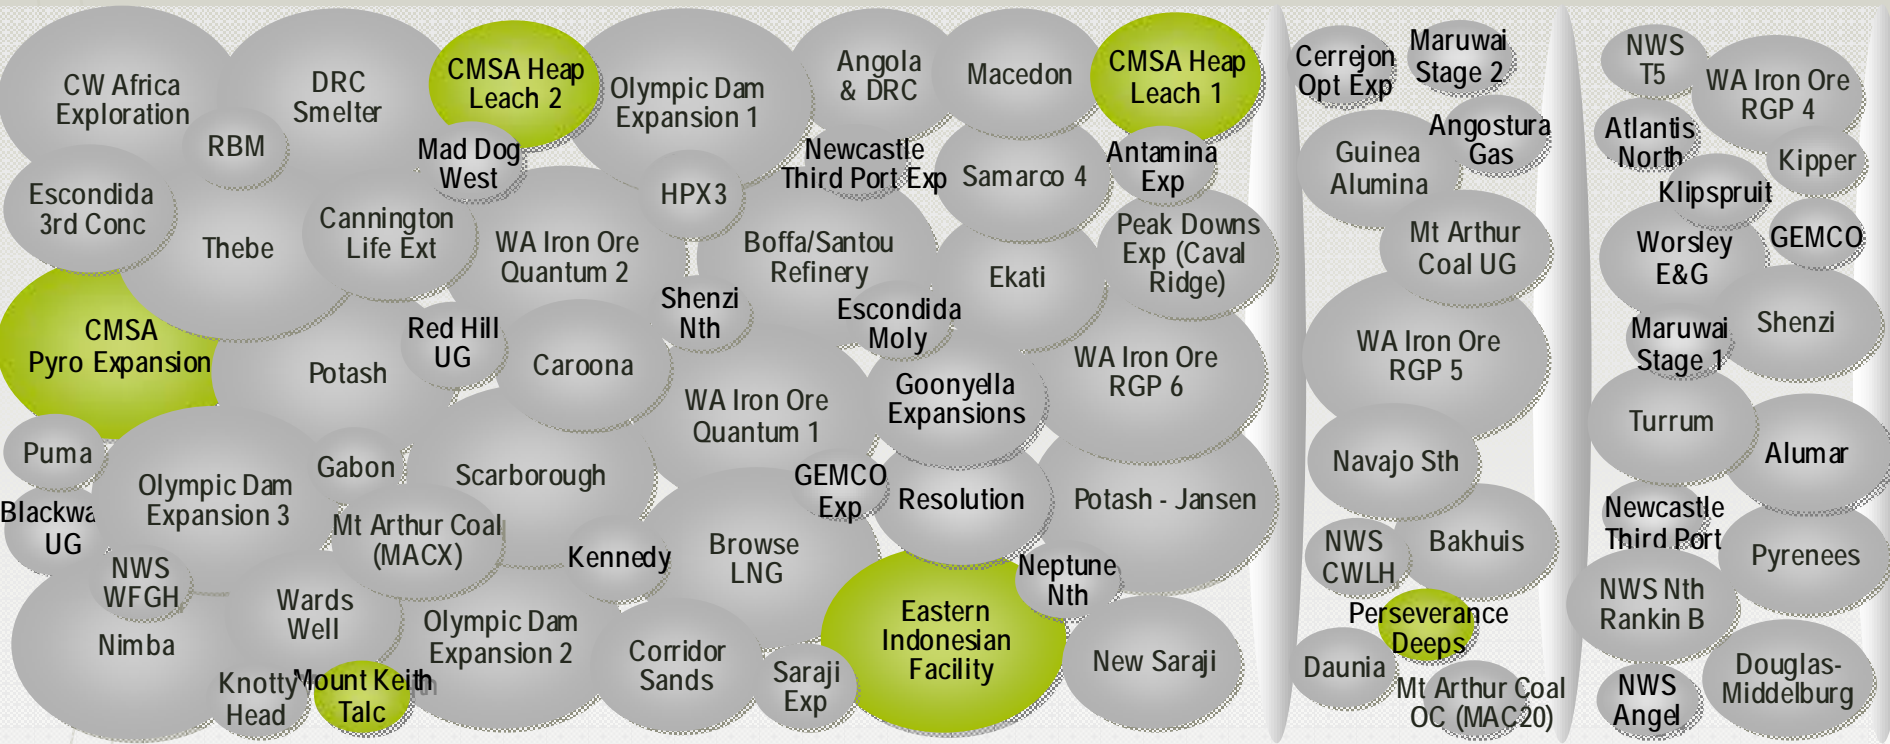 CW Africa
Exploration
DRC
Smelter
CMSA Heap
Leach 2
Olympic Dam
Expansion 1
Angola
& DRC
Macedon
CMSA Heap
Leach 1
RBM
Mad Dog
West
HPX3
Newcastle
Third Port Exp
Samarco 4
Antamina
Exp
Escondida
3rd Conc
Thebe
Cannington
Life Ext
WA Iron Ore
Quantum 2
Boffa/Santou
Refinery
Ekati
Peak Downs
Exp (Caval
Ridge)
CMSA
Pyro Expansion
Potash
Red Hill
UG
Caroona
Shenzi
Nth
Escondida
Moly
WA Iron Ore
RGP 6
WA Iron Ore
Quantum 1
Goonyella
Expansions
Puma
Olympic Dam
Expansion 3
Gabon
Scarborough
GEMCO
Exp
Resolution
Potash - Jansen
Blackwa
UG
Mt Arthur Coal
(MACX)
Kennedy
Browse
LNG
Neptune
Nth
NWS
WFGH
Nimba
Wards
Well
Olympic Dam
Expansion 2
Corridor
Sands
Eastern
Indonesian
Facility
New Saraji
Knotty
Head
Mount Keith
Talc
Saraji
Exp
Cerrejon
Opt Exp
Maruwai
Stage 2
Guinea
Alumina
Angostura
Gas
Mt Arthur
Coal UG
WA Iron Ore
RGP 5
Navajo Sth
NWS
CWLH
Bakhuis
Perseverance
Deeps
Daunia
Mt Arthur Coal
OC (MAC20)
NWS
T5
WA Iron Ore
RGP 4
Atlantis
North
Kipper
Klipspruit
Worsley
E&G
GEMCO
Maruwai
Stage 1
Shenzi
Turrum
Alumar
Newcastle
Third Port
Pyrenees
NWS Nth
Rankin B
NWS
Angel
Douglas-
Middelburg